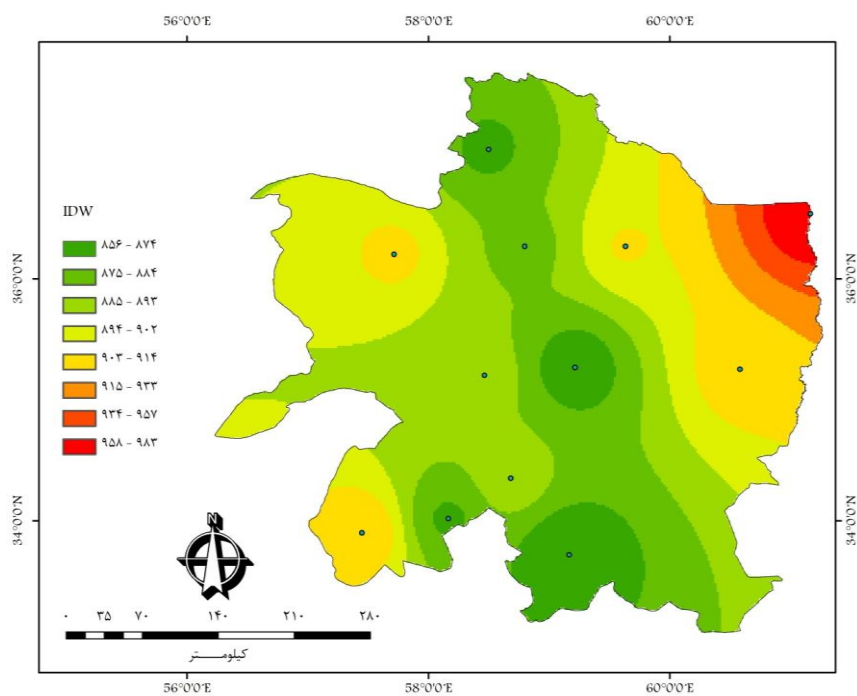 56°0'0"E 58°0'0"E 60°0'0"E
36°0'0"N 36°0'0"N
34°0'0"N 34°0'0"N
IDW
۸۵۶ - ۸۷۴
۸۷۵ - ۸۸۴
۸۸۵ - ۸۹۳
۸۹۴ - ۹۰۲
۹۰۳ - ۹۱۴
۹۱۵ - ۹۳۳
۹۳۴ - ۹۵۷
۹۵۸ - ۹۸۳
N
۰ ۳۵ ۷۰ ۱۴۰ ۲۱۰ ۲۸۰
کیلومــــتر
56°0'0"E 58°0'0"E 60°0'0"E